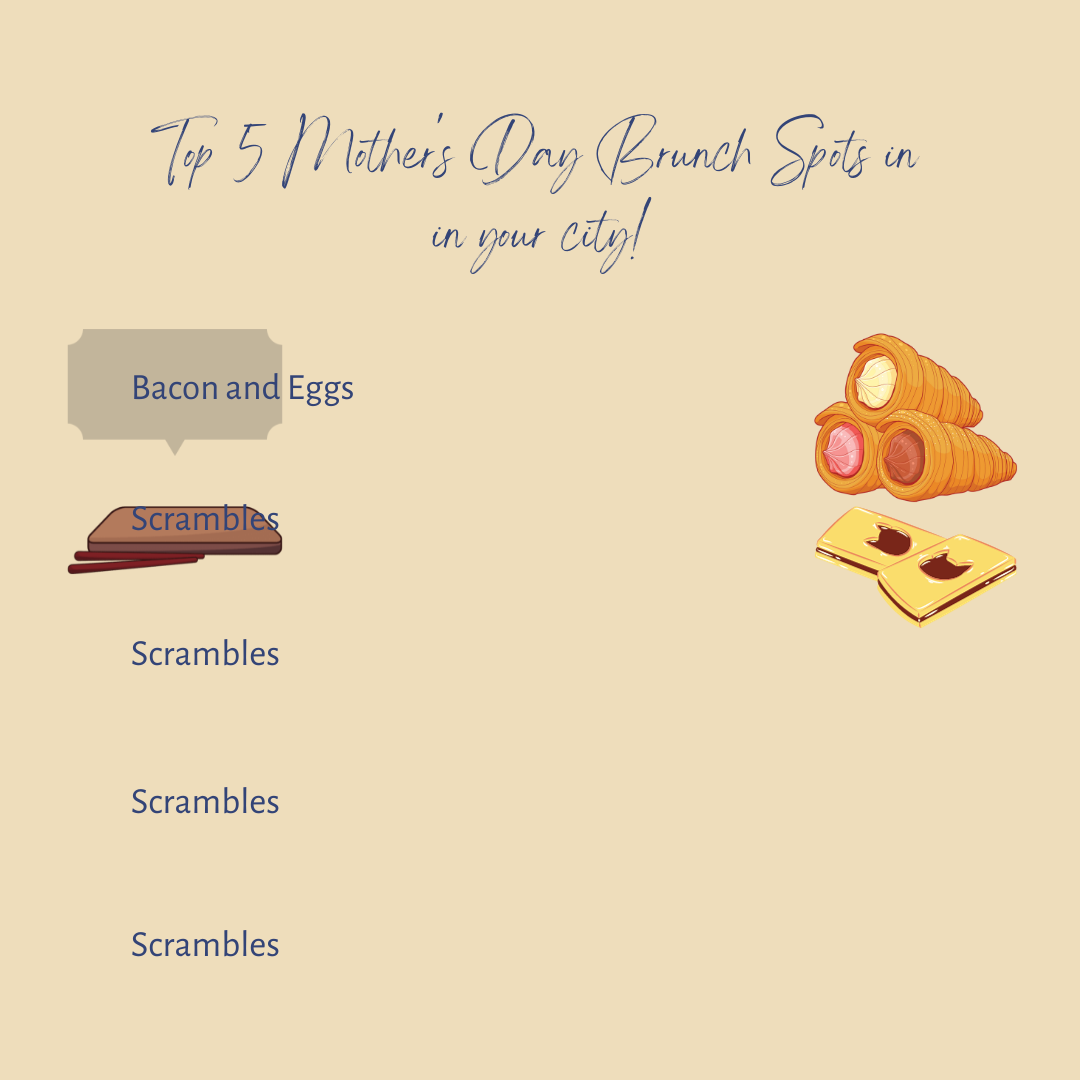 Top 5 Mother's Day Brunch Spots in
in your city!
Bacon and Eggs
Scrambles
Scrambles
Scrambles
Scrambles